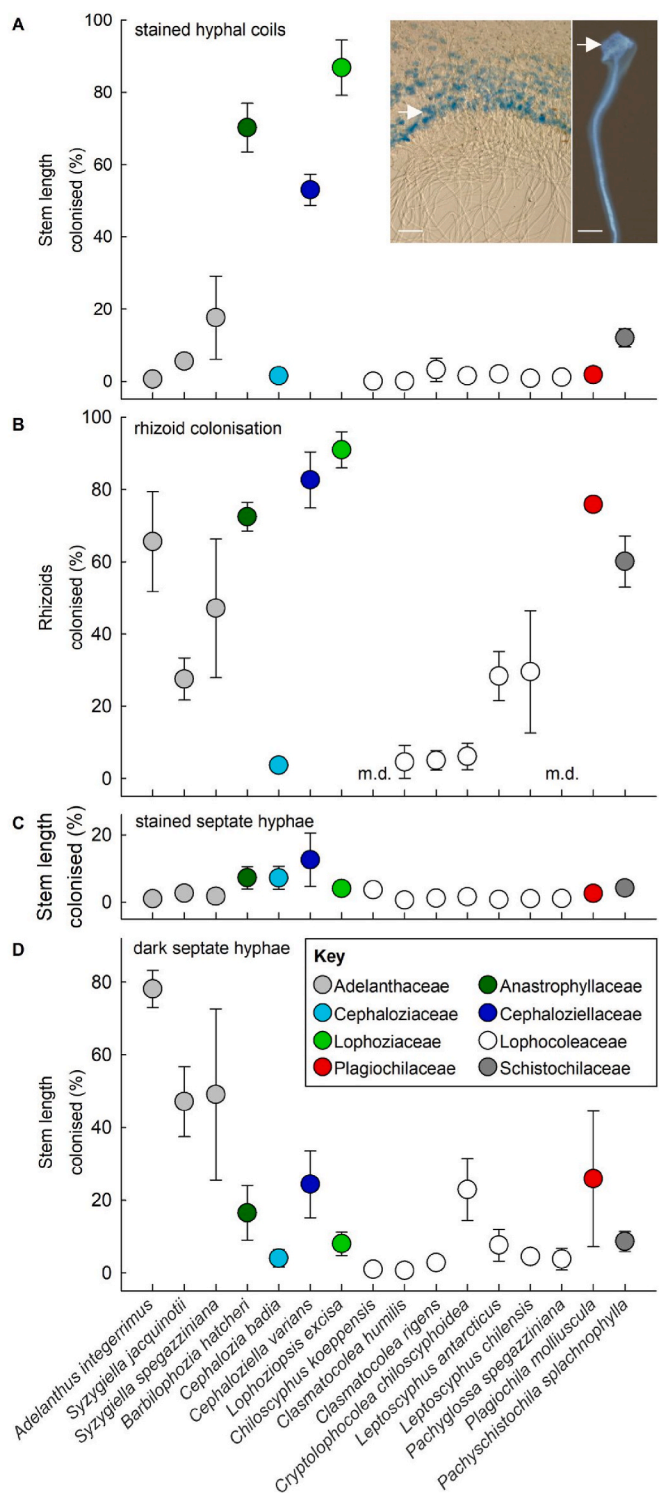 A
stained hyphal coils
100
80
60
40
20
0
Stem length
colonised (%)
B
rhizoid colonisation
100
80
60
40
20
0
Rhizoids
colonised (%)
m.d.
m.d.
C
stained septate hyphae
20
0
Stem length
colonised (%)
D
dark septate hyphae
80
60
40
20
0
Stem length
colonised (%)
Key
Adelanthaceae
Anastrophyllaceae
Cephaloziaceae
Cephaloziellaceae
Lophoziaceae
Lophocoleaceae
Plagiochilaceae
Schistochilaceae
Adelanthus integerrimus
Syzygiella jacquinotii
Syzygiella spegazziniana
Barbilophozia hatcheri
Cephalozia badia
Cephaloziella varians
Lophoziopsis excisa
Chiloscyphus koeppensis
Clasmatocolea humilis
Clasmatocolea rigens
Cryptolophocolea chiloscyphoidea
Leptoscyphus antarcticus
Leptoscyphus chilensis
Pachyglossa spegazziniana
Plagiochila molliuscula
Pachyschistochila splachnophylla